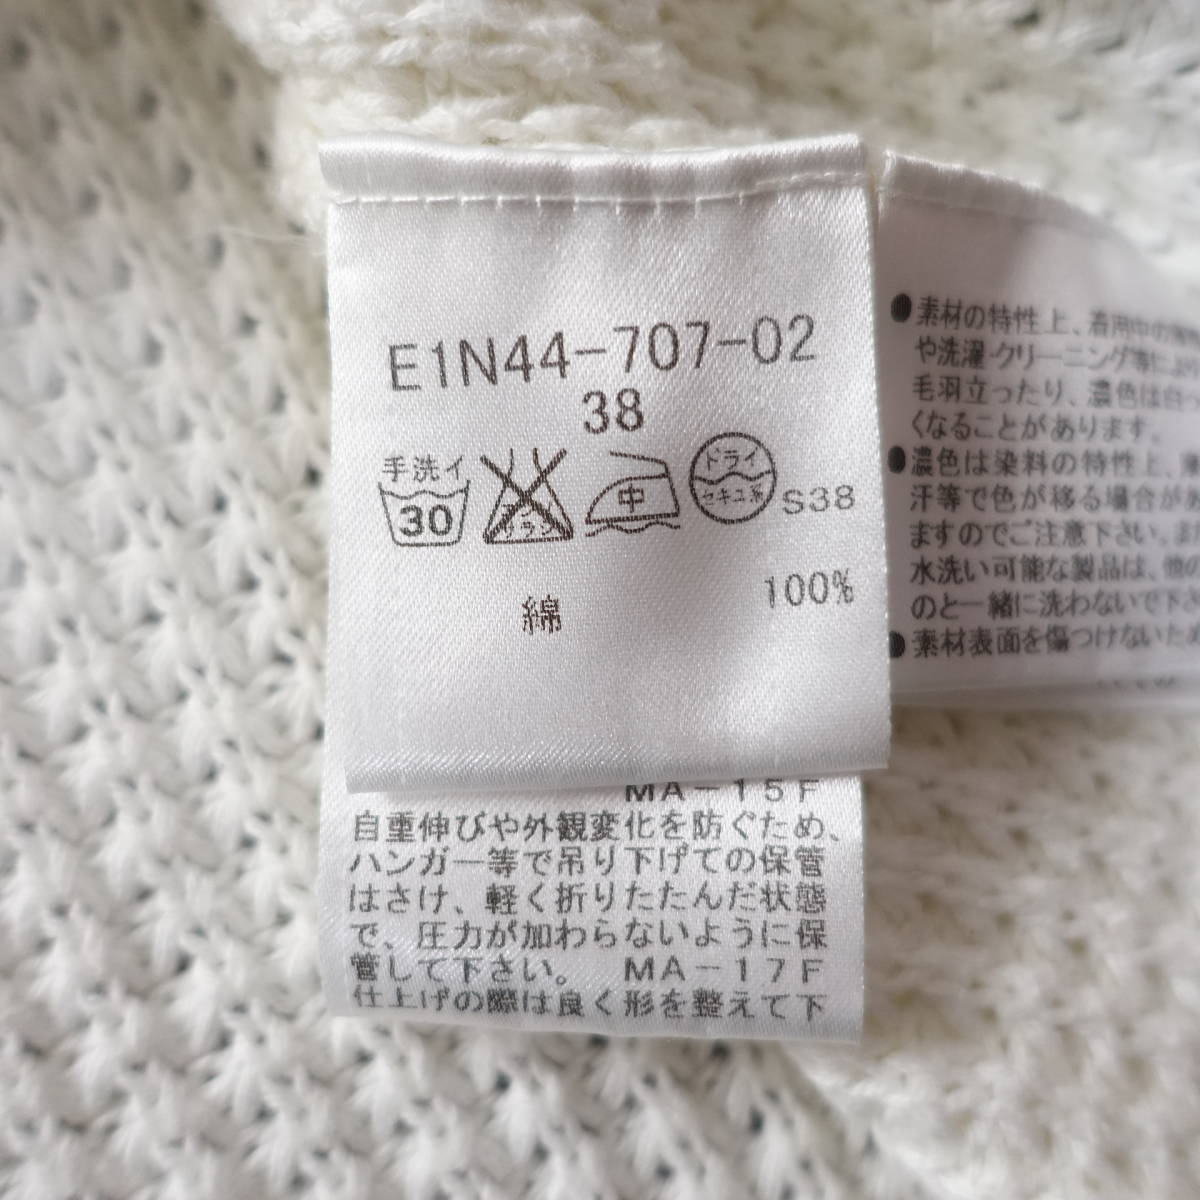 E1N44-707-02
38
手洗イ
30
中
ドライ
セキユ系
S38
綿 100%
MA-15F
自重伸びや外観変化を防ぐため、
ハンガー等で吊り下げての保管
はさけ、軽く折りたたんだ状態
で、圧力が加わらないように保
管して下さい。 MA-17F
仕上げの際は良く形を整えて下
●素材の特性上、着用中の
や洗濯・クリーニング等により
毛羽立ったり、濃色は白っ
くなることがあります。
●濃色は染料の特性上、
汗等で色が移る場合が
ますのでご注意下さい。
水洗い可能な製品は、他の
のと一緒に洗わないで下さ
●素材表面を傷つけないため